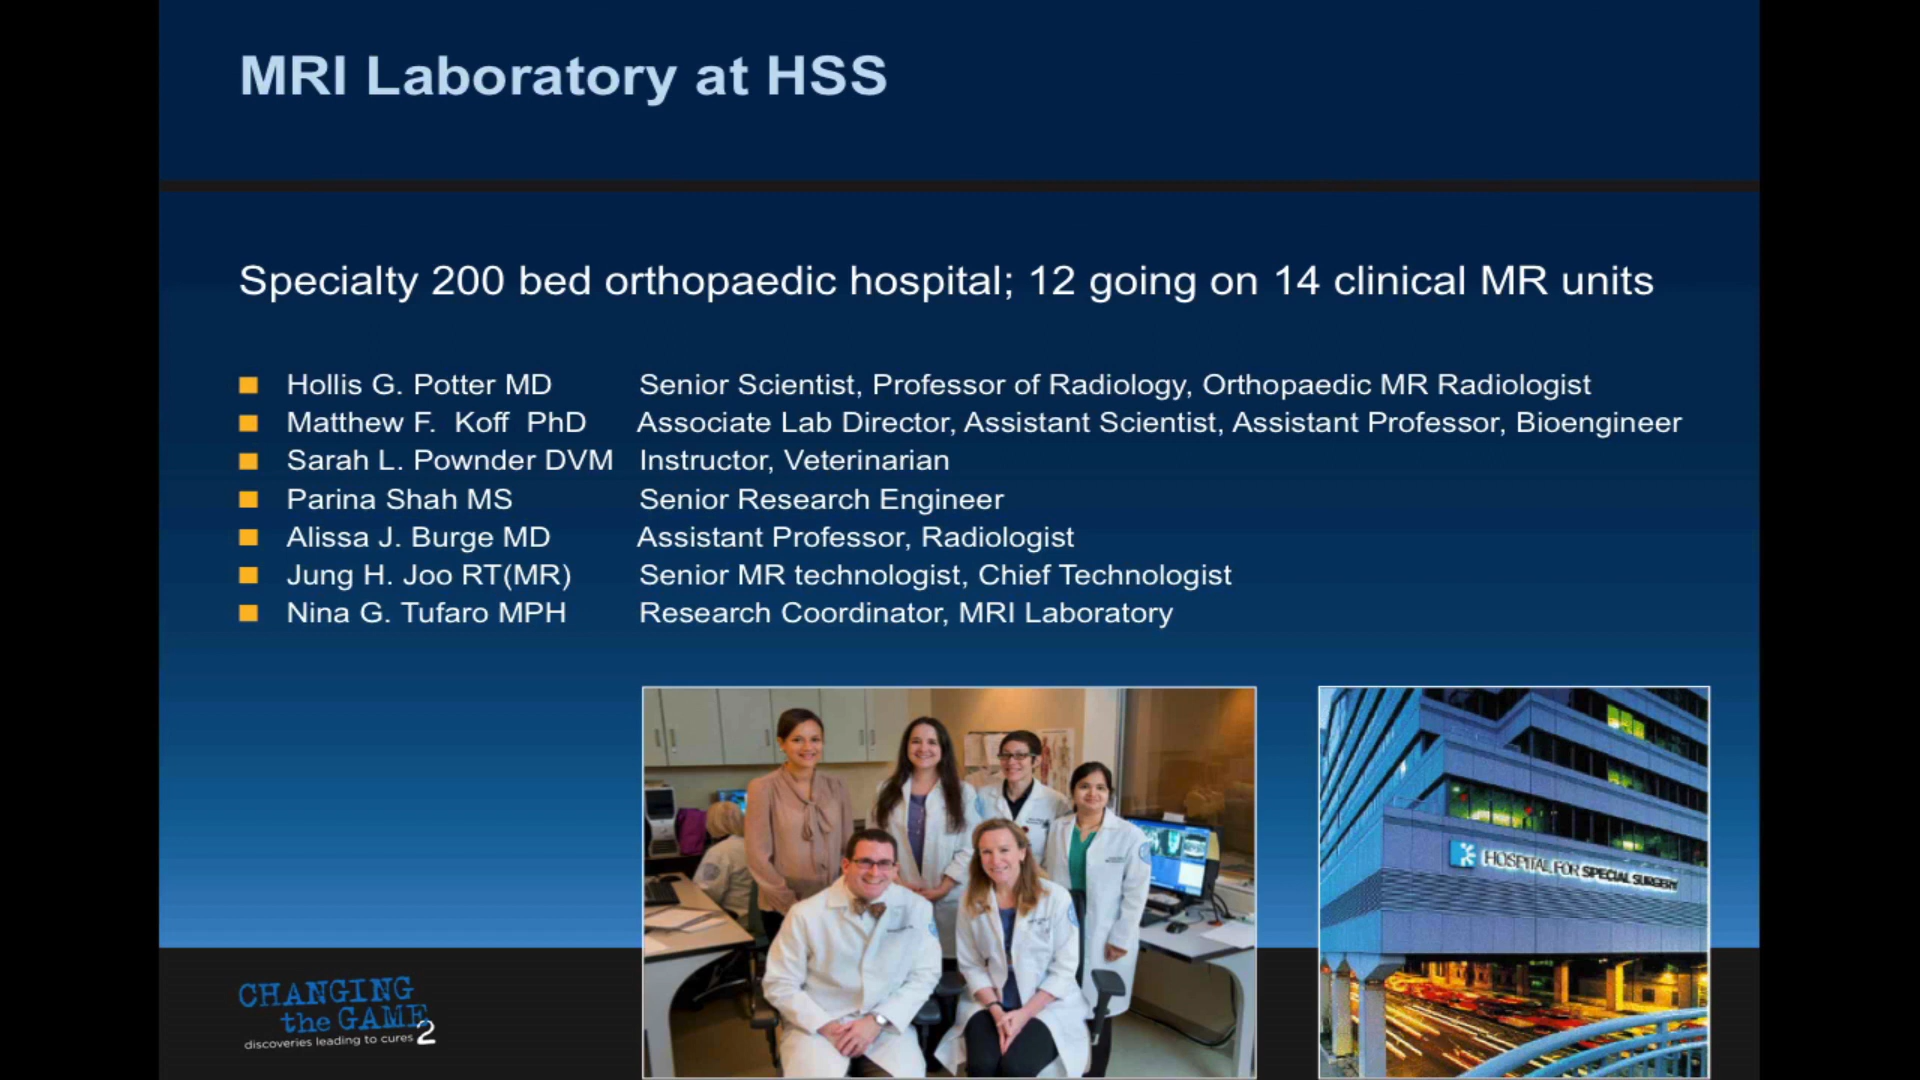 MRI Laboratory at HSS
Specialty 200 bed orthopaedic hospital; 12 going on 14 clinical MR units
Hollis G. Potter MD Senior Scientist, Professor of Radiology, Orthopaedic MR Radiologist
Matthew F. Koff PhD Associate Lab Director, Assistant Scientist, Assistant Professor, Bioengineer
Sarah L. Pownder DVM Instructor, Veterinarian
Parina Shah MS Senior Research Engineer
Alissa J. Burge MD Assistant Professor, Radiologist
Jung H. Joo RT(MR) Senior MR technologist, Chief Technologist
Nina G. Tufaro MPH Research Coordinator, MRI Laboratory
HOSPITAL FOR SPECIAL SURGERY
CHANGING
the GAME 2
discoveries leading to cures